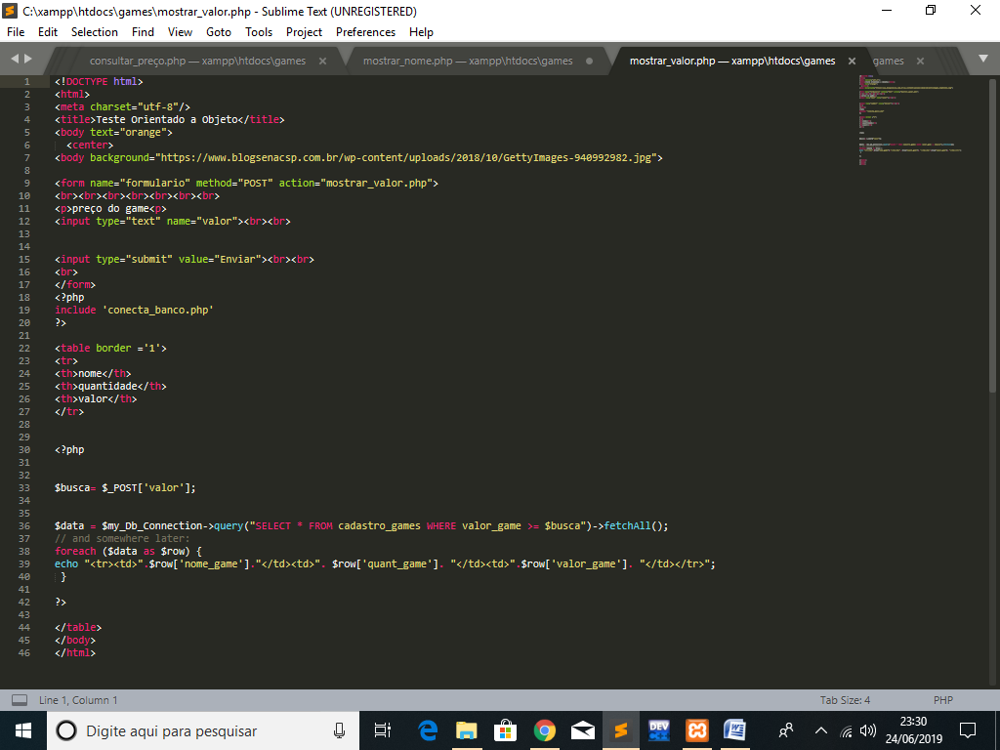 C:\xampp\htdocs\games\mostrar_valor.php - Sublime Text (UNREGISTERED)
File Edit Selection Find View Goto Tools Project Preferences Help
consultar_preço.php — xampp\htdocs\games mostrar_nome.php — xampp\htdocs\games mostrar_valor.php — xampp\htdocs\games games
1 <!DOCTYPE html>
2 <html>
3 <meta charset="utf-8"/>
4 <title>Teste Orientado a Objeto</title>
5 <body text="orange">
6 <center>
7 <body background="https://www.blogsenacsp.com.br/wp-content/uploads/2018/10/GettyImages-940992982.jpg">
8
9 <form name="formulario" method="POST" action="mostrar_valor.php">
10 <br><br><br><br><br><br><br>
11 <p>preço do game<p>
12 <input type="text" name="valor"><br><br>
13
14
15 <input type="submit" value="Enviar"><br><br>
16 <br>
17 </form>
18 <?php
19 include 'conecta_banco.php'
20 ?>
21
22 <table border ='1'>
23 <tr>
24 <th>nome</th>
25 <th>quantidade</th>
26 <th>valor</th>
27 </tr>
28
29
30 <?php
31
32
33 $busca= $_POST['valor'];
34
35
36 $data = $my_Db_Connection->query("SELECT * FROM cadastro_games WHERE valor_game >= $busca")->fetchAll();
37 // and somewhere later:
38 foreach ($data as $row) {
39 echo "<tr><td>".$row['nome_game']."</td><td>". $row['quant_game']. "</td><td>".$row['valor_game']. "</td></tr>";
40 }
41
42 ?>
43
44 </table>
45 </body>
46 </html>
Line 1, Column 1 Tab Size: 4 PHP
Digite aqui para pesquisar DEV W 23:30
24/06/2019